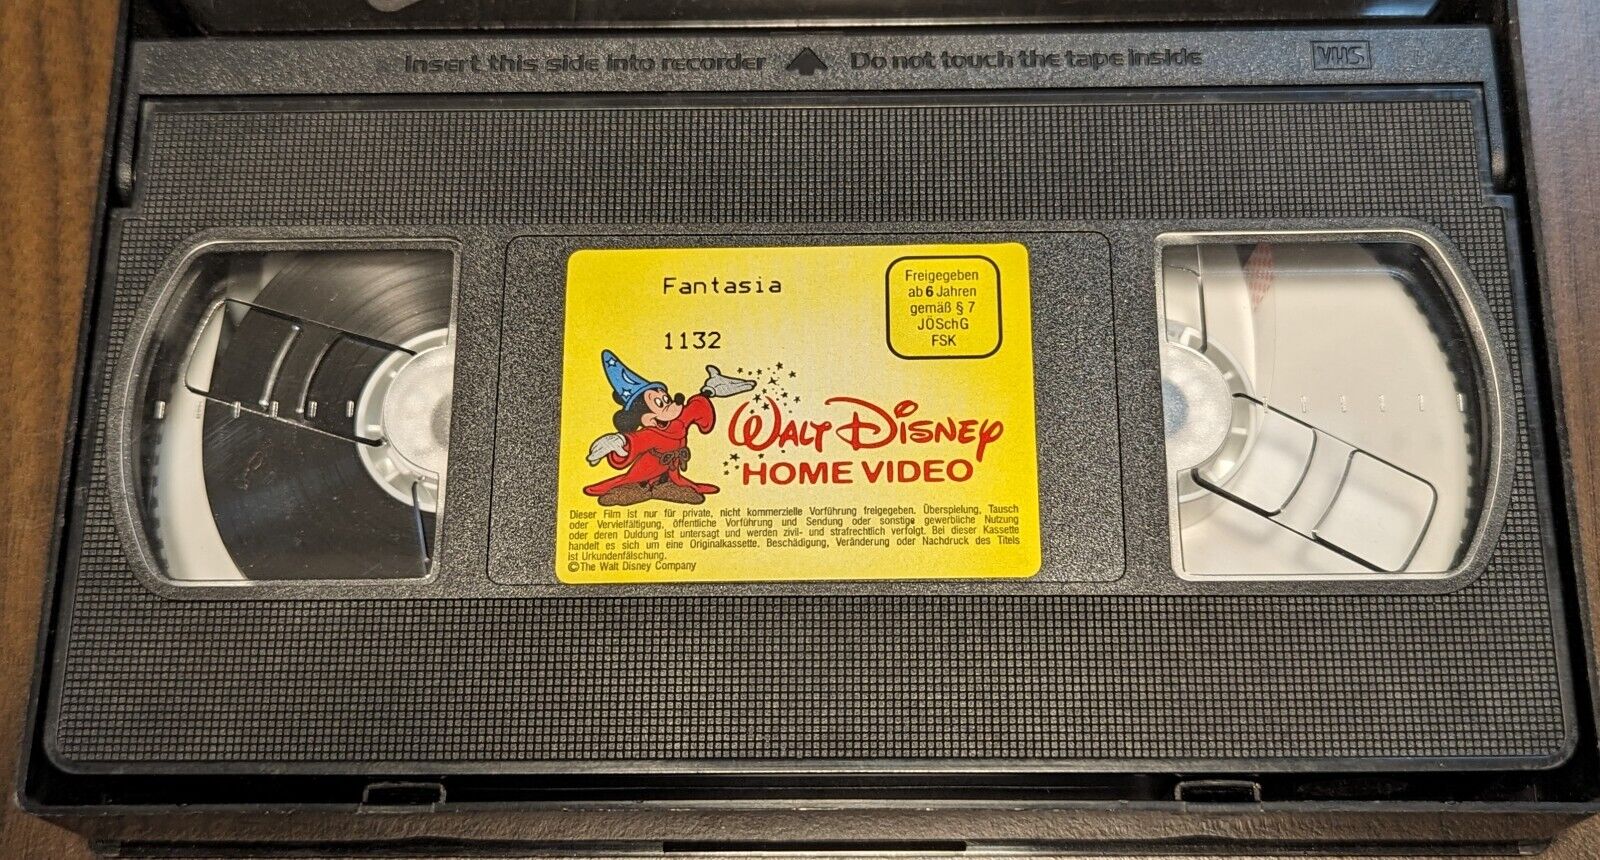 Insert this side into recorder Do not touch the tape inside VHS
Fantasia
1132
Freigegeben
ab 6 Jahren
gemäß § 7
JÖSchG
FSK
WALT DISNEY
HOME VIDEO
Dieser Film ist nur für private, nicht kommerzielle Vorführung freigegeben. Überspielung, Tausch
oder Vervielfältigung, öffentliche Vorführung und Sendung oder sonstige gewerbliche Nutzung
oder deren Duldung ist untersagt und werden zivil- und strafrechtlich verfolgt. Bei dieser Kassette
handelt es sich um eine Originalkassette. Beschädigung, Veränderung oder Nachdruck des Titels
ist Urkundenfälschung.
©The Walt Disney Company